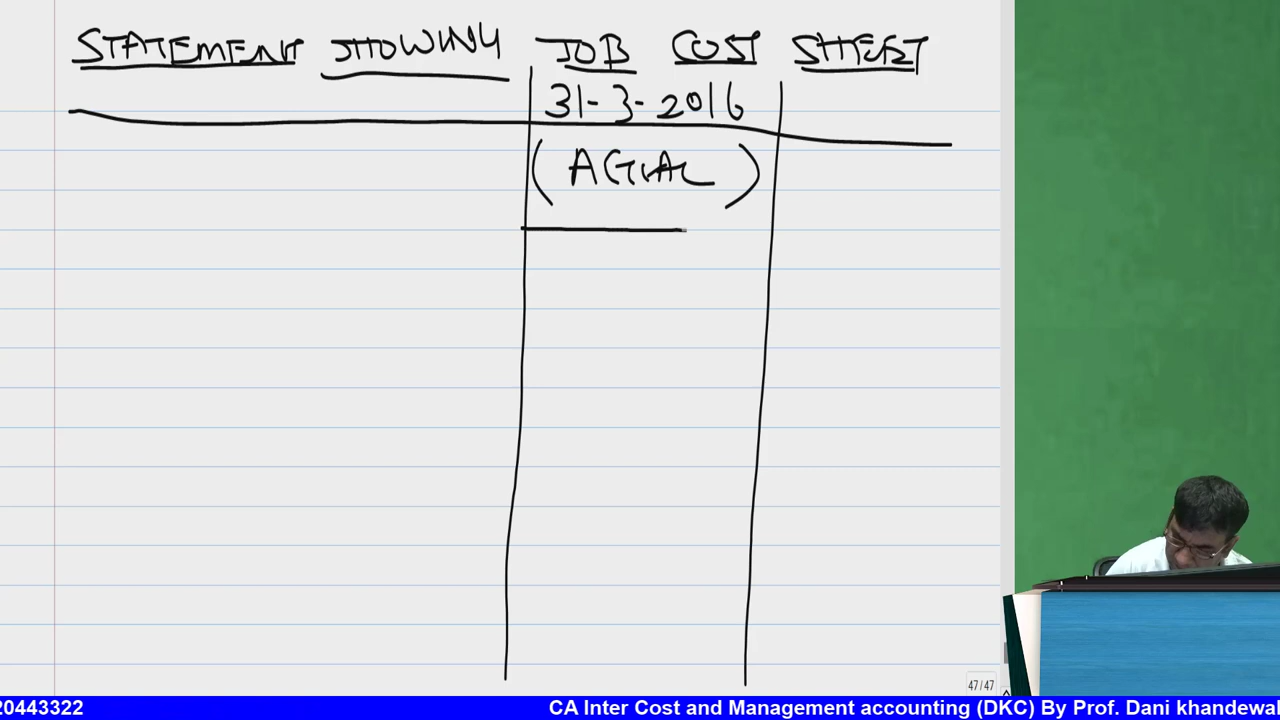 STATEMENT SHOWING JOB COST SHEET
31-3-2016
(ACTUAL)
47/47
20443322 CA Inter Cost and Management accounting (DKC) By Prof. Dani khandewal